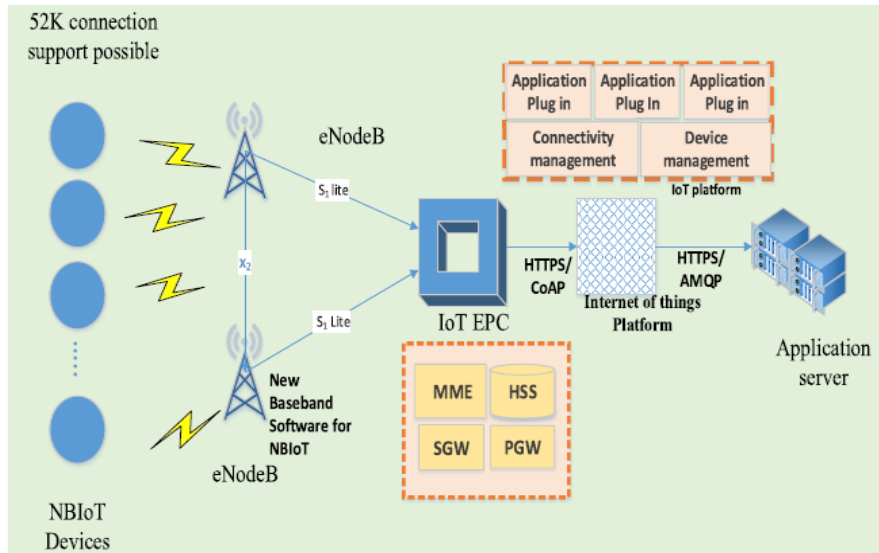 52K connection
support possible
eNodeB
S1 lite
X2
S1 Lite
New
Baseband
Software for
NBIoT
eNodeB
NBIoT
Devices
IoT EPC
MME
HSS
SGW
PGW
Application
Plug in
Application
Plug In
Application
Plug in
Connectivity
management
Device
management
IoT platform
HTTPS/
CoAP
Internet of things
Platform
HTTPS/
AMQP
Application
server